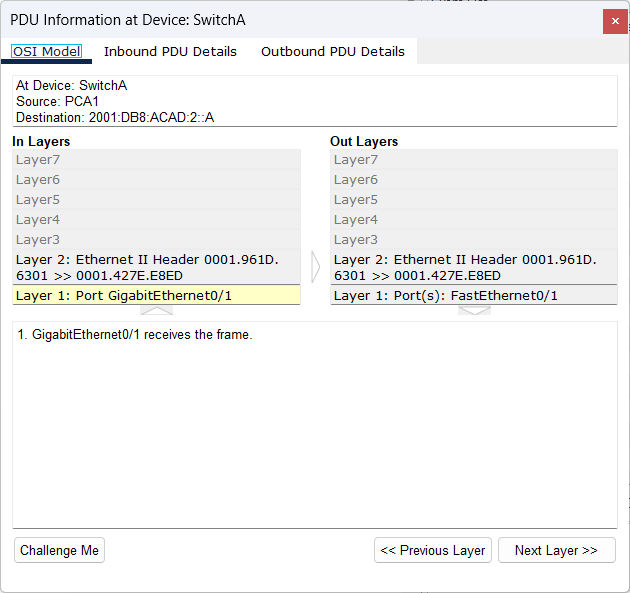 PDU Information at Device: SwitchA
OSI Model Inbound PDU Details Outbound PDU Details
At Device: SwitchA
Source: PCA1
Destination: 2001:DB8:ACAD:2::A
In Layers
Layer7
Layer6
Layer5
Layer4
Layer3
Layer 2: Ethernet II Header 0001.961D.
6301 >> 0001.427E.E8ED
Layer 1: Port GigabitEthernet0/1
Out Layers
Layer7
Layer6
Layer5
Layer4
Layer3
Layer 2: Ethernet II Header 0001.961D.
6301 >> 0001.427E.E8ED
Layer 1: Port(s): FastEthernet0/1
1. GigabitEthernet0/1 receives the frame.
Challenge Me
<< Previous Layer
Next Layer >>